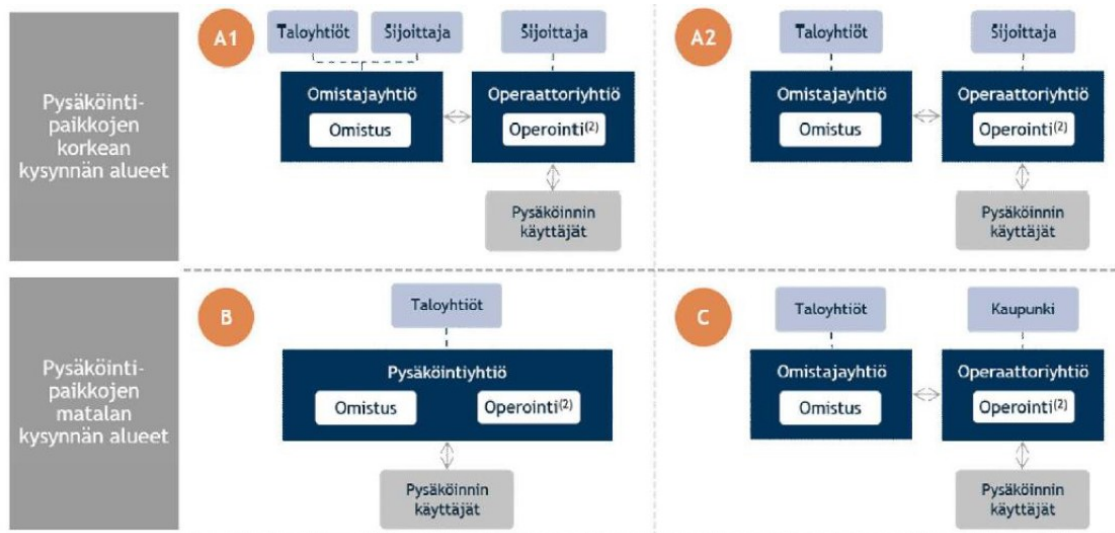 Pysäköinti-
paikkojen
korkean
kysynnän alueet
A1
Taloyhtiöt
Sijoittaja
Sijoittaja
Omistajayhtiö
Omistus
Operaattoriyhtiö
Operointi(2)
Pysäköinnin
käyttäjät
A2
Taloyhtiöt
Sijoittaja
Omistajayhtiö
Omistus
Operaattoriyhtiö
Operointi(2)
Pysäköinnin
käyttäjät
Pysäköinti-
paikkojen
matalan
kysynnän alueet
B
Taloyhtiöt
Pysäköintiyhtiö
Omistus
Operointi(2)
Pysäköinnin
käyttäjät
C
Taloyhtiöt
Kaupunki
Omistajayhtiö
Omistus
Operaattoriyhtiö
Operointi(2)
Pysäköinnin
käyttäjät